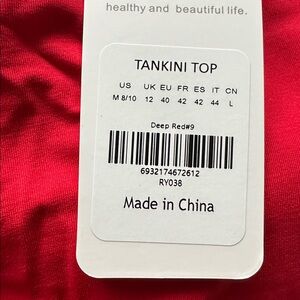 healthy and beautiful life.
TANKINI TOP
US UK EU FR ES IT CN
M 8/10 12 40 42 42 44 L
Deep Red#9
6932174672612
RY038
Made in China